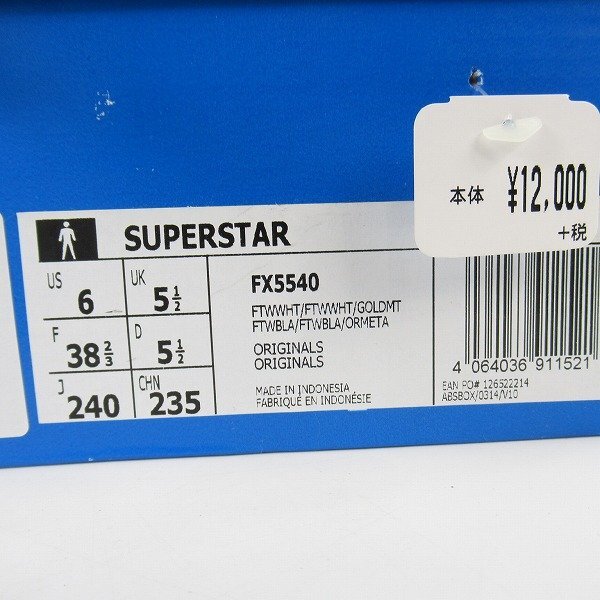 本体 ¥12,000
+税
SUPERSTAR
US 6
UK 5 1/2
F 38 2/3
D 5 1/2
J 240
CHN 235
FX5540
FTWWHT/FTWWHT/GOLDMT
FTWBLA/FTWBLA/ORMETA
ORIGINALS
ORIGINALS
MADE IN INDONESIA
FABRIQUÉ EN INDONÉSIE
4 064036 911521
EAN PO# 126522214
ABSBOX/0314/V10